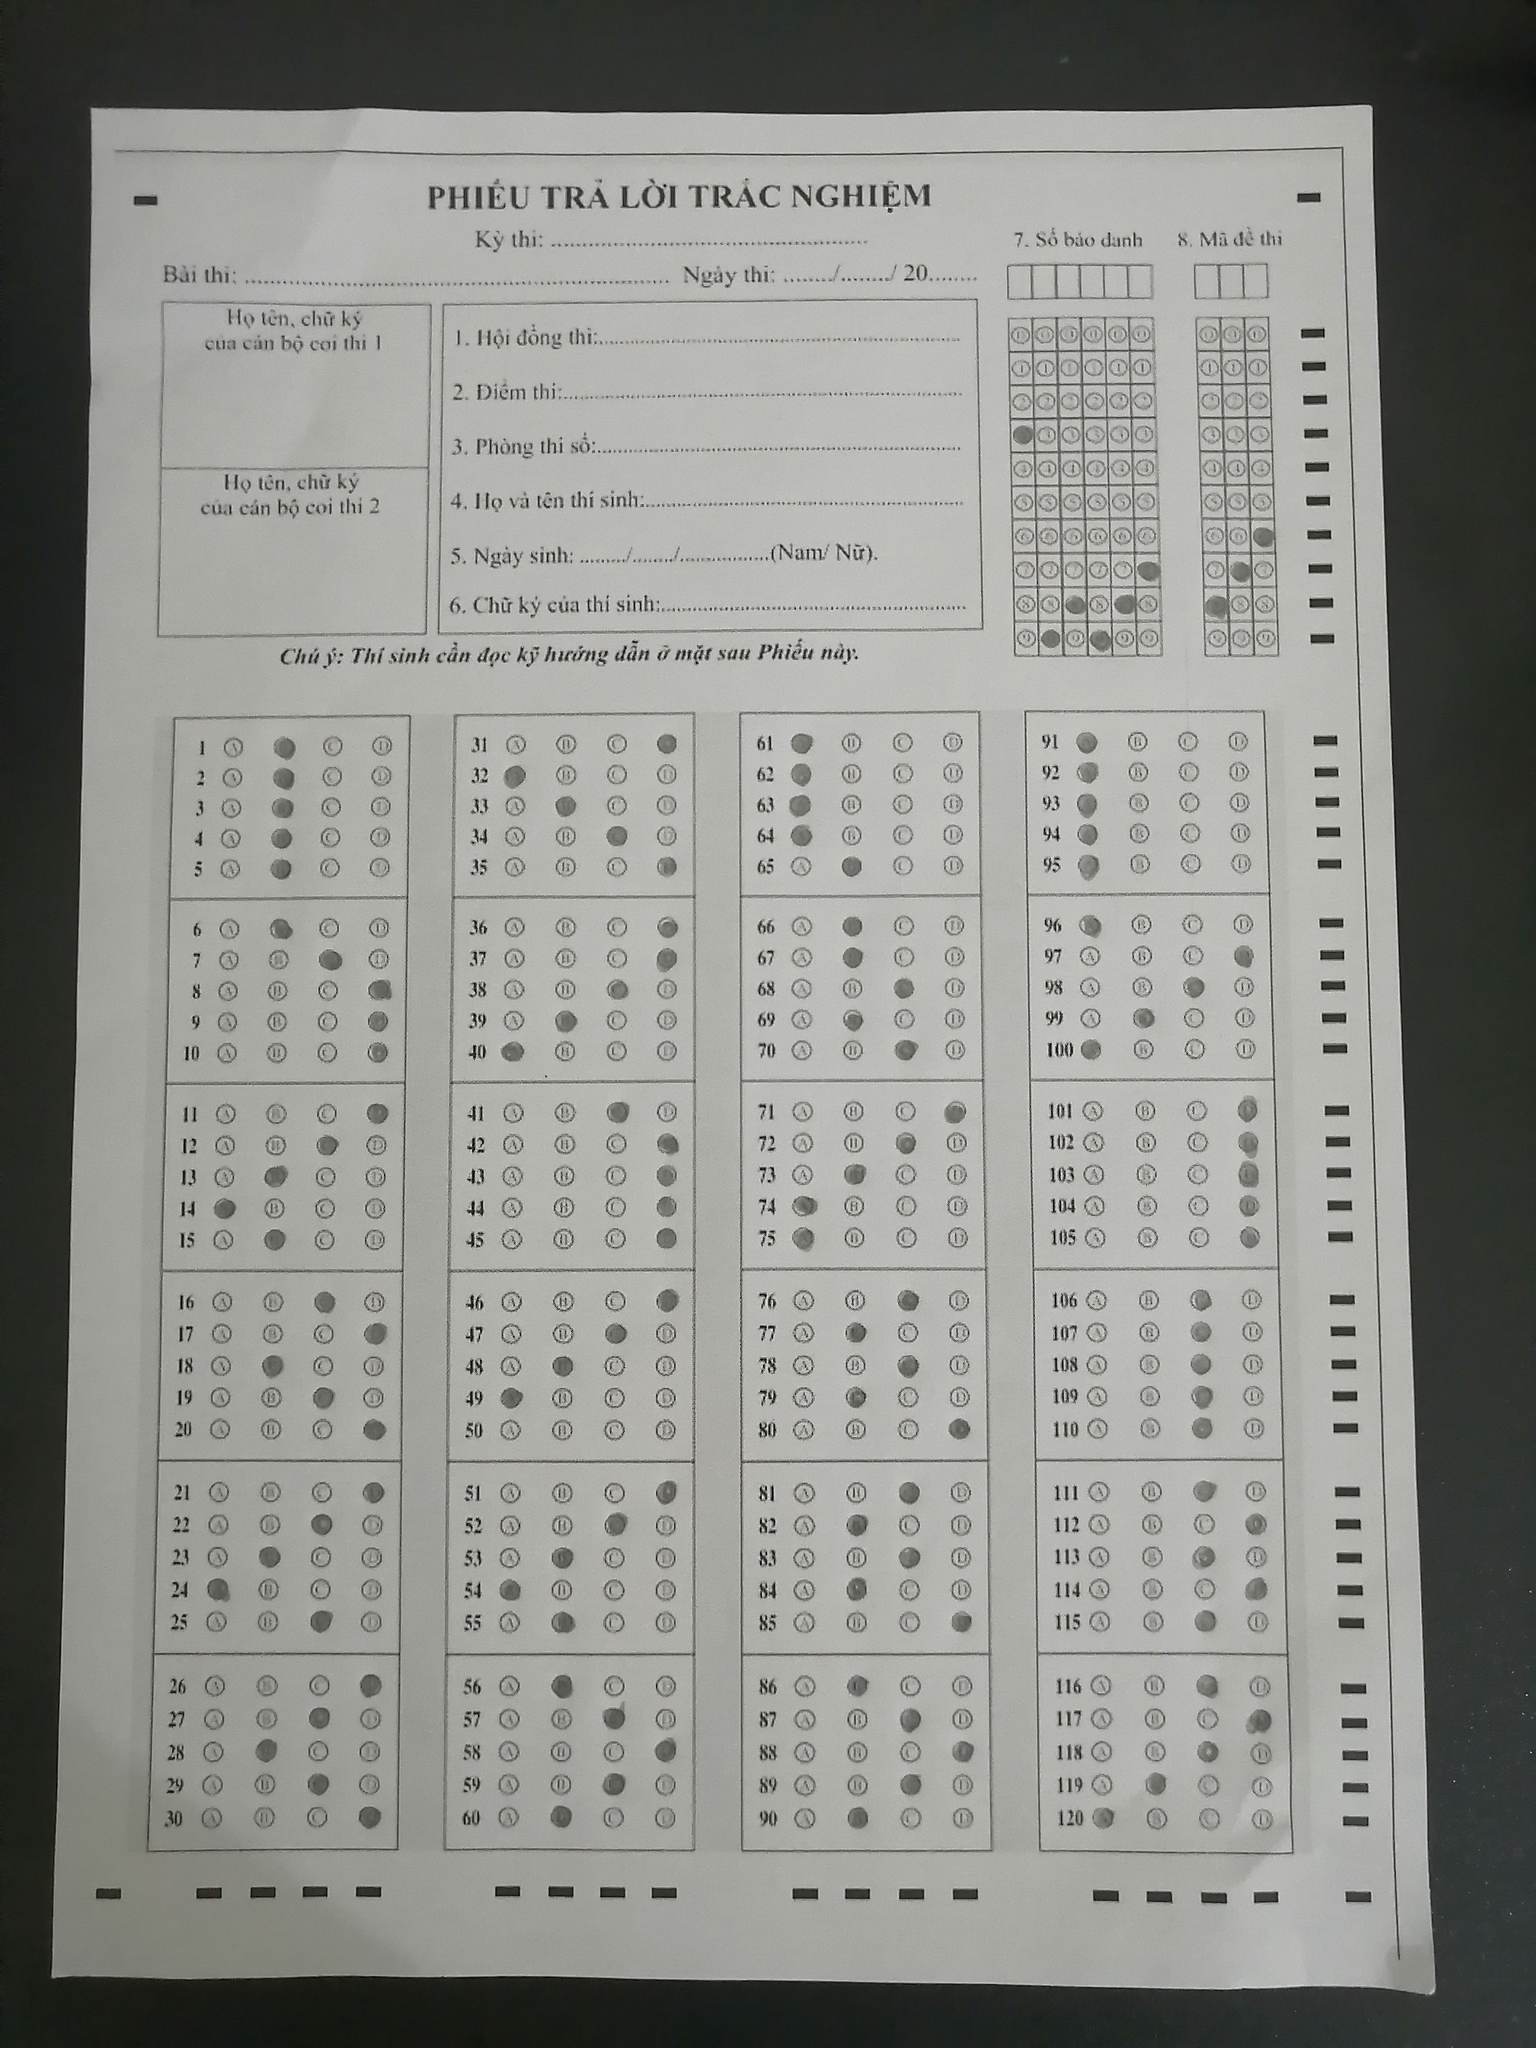 PHIẾU TRẢ LỜI TRẮC NGHIỆM
Kỳ thi: ....................................................
Bài thi: ...................................................................... Ngày thi: ......../......../ 20........
7. Số báo danh
8. Mã đề thi
Họ tên, chữ ký
của cán bộ coi thi 1
Họ tên, chữ ký
của cán bộ coi thi 2
1. Hội đồng thi:............................................................
2. Điểm thi:..................................................................
3. Phòng thi số:............................................................
4. Họ và tên thí sinh:.....................................................
5. Ngày sinh: ......../......./...............(Nam/ Nữ).
6. Chữ ký của thí sinh:..................................................
0 0 0 0 0 0 0 0 0
1 1 1 1 1 1 1 1 1
2 2 2 2 2 2 2 2 2
3 3 3 3 3 3 3 3
4 4 4 4 4 4 4 4 4
5 5 5 5 5 5 5 5 5
6 6 6 6 6 6 6 6
7 7 7 7 7 7 7
8 8 8 8 8 8
9 9 9 9 9 9 9
Chú ý: Thí sinh cần đọc kỹ hướng dẫn ở mặt sau Phiếu này.
1 A C D
2 A C D
3 A C D
4 A C D
5 A C D
6 A C D
7 A B D
8 A B C
9 A B C
10 A B C
11 A B C
12 A B D
13 A C D
14 B C D
15 A C D
16 A B D
17 A B C
18 A C D
19 A B D
20 A B C
21 A B C
22 A B D
23 A C D
24 B C D
25 A B D
26 A B C
27 A B D
28 A C D
29 A B D
30 A B C
31 A B C
32 B C D
33 A C D
34 A B D
35 A B C
36 A B C
37 A B C
38 A B D
39 A C D
40 B C D
41 A B D
42 A B C
43 A B C
44 A B C
45 A B C
46 A B C
47 A B D
48 A C D
49 B C D
50 A B C D
51 A B C
52 A B D
53 A C D
54 B C D
55 A C D
56 A C D
57 A B D
58 A B C
59 A B D
60 A C D
61 B C D
62 B C D
63 B C D
64 B C D
65 A C D
66 A C D
67 A C D
68 A B D
69 A C D
70 A B D
71 A B C
72 A B D
73 A C D
74 B C D
75 B C D
76 A B D
77 A C D
78 A B D
79 A C D
80 A B C
81 A B D
82 A C D
83 A B D
84 A C D
85 A B C
86 A C D
87 A B D
88 A B C
89 A B D
90 A C D
91 B C D
92 B C D
93 B C D
94 B C D
95 B C D
96 B C D
97 A B C
98 A B D
99 A C D
100 B C D
101 A B C
102 A B C
103 A B C
104 A B C
105 A B C
106 A B D
107 A B D
108 A B D
109 A B D
110 A B D
111 A B D
112 A B C
113 A B D
114 A B C
115 A B D
116 A B D
117 A B C
118 A B D
119 A C D
120 B C D